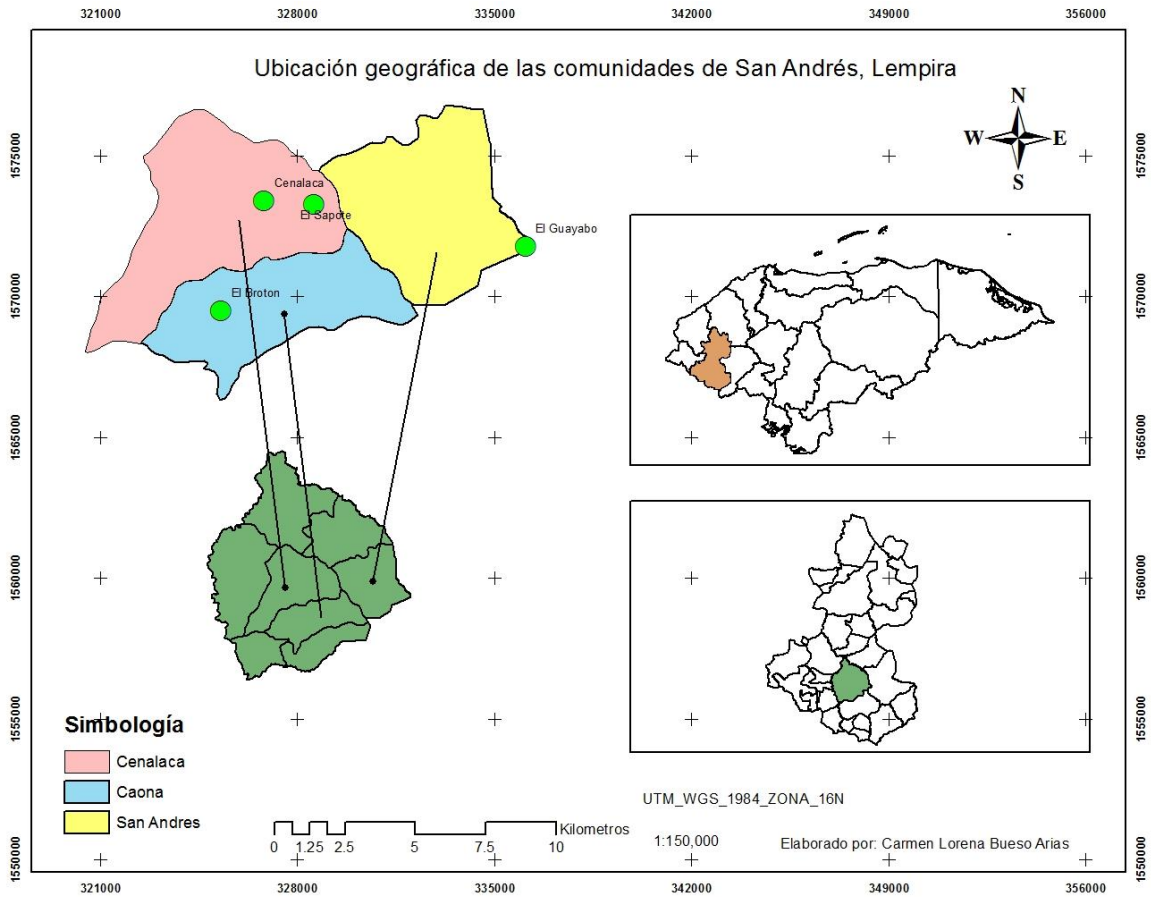 321000
328000
335000
342000
349000
356000
Ubicación geográfica de las comunidades de San Andrés, Lempira
N
W
E
S
1575000
1575000
Cenalaca
El Sapote
El Guayabo
1570000
1570000
El Broton
1565000
1565000
1560000
1560000
1555000
1555000
Simbología
Cenalaca
Caona
San Andres
UTM_WGS_1984_ZONA_16N
Kilometros
0 1.25 2.5 5 7.5 10
1:150,000
Elaborado por: Carmen Lorena Bueso Arias
1550000
1550000
321000
328000
335000
342000
349000
356000